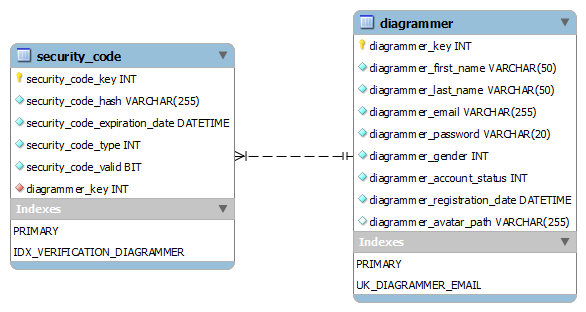 security_code
security_code_key INT
security_code_hash VARCHAR(255)
security_code_expiration_date DATETIME
security_code_type INT
security_code_valid BIT
diagrammer_key INT
Indexes
PRIMARY
IDX_VERIFICATION_DIAGRAMMER
diagrammer
diagrammer_key INT
diagrammer_first_name VARCHAR(50)
diagrammer_last_name VARCHAR(50)
diagrammer_email VARCHAR(255)
diagrammer_password VARCHAR(20)
diagrammer_gender INT
diagrammer_account_status INT
diagrammer_registration_date DATETIME
diagrammer_avatar_path VARCHAR(255)
Indexes
PRIMARY
UK_DIAGRAMMER_EMAIL